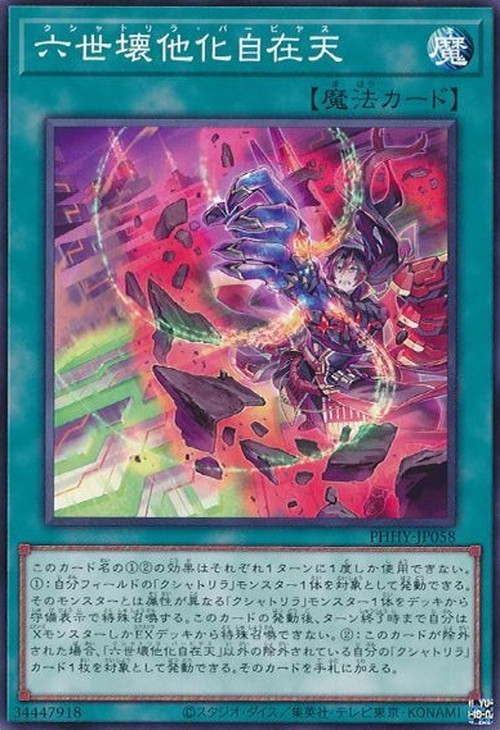 クシャトリラ・パーピヤス
六世壊他化自在天
魔
【魔法カード】
PHHY-JP058
このカード名の①②の効果はそれぞれ1ターンに1度しか使用できない。
①:自分フィールドの「クシャトリラ」モンスター1体を対象として発動できる。
そのモンスターとは属性が異なる「クシャトリラ」モンスター1体をデッキから
守備表示で特殊召喚する。このカードの発動後、ターン終了時まで自分は
XモンスターしかEXデッキから特殊召喚できない。②:このカードが除外
された場合、「六世壊他化自在天」以外の除外されている自分の「クシャトリラ」
カード1枚を対象として発動できる。そのカードを手札に加える。
34447918
©スタジオ・ダイス/集英社・テレビ東京・KONAMI